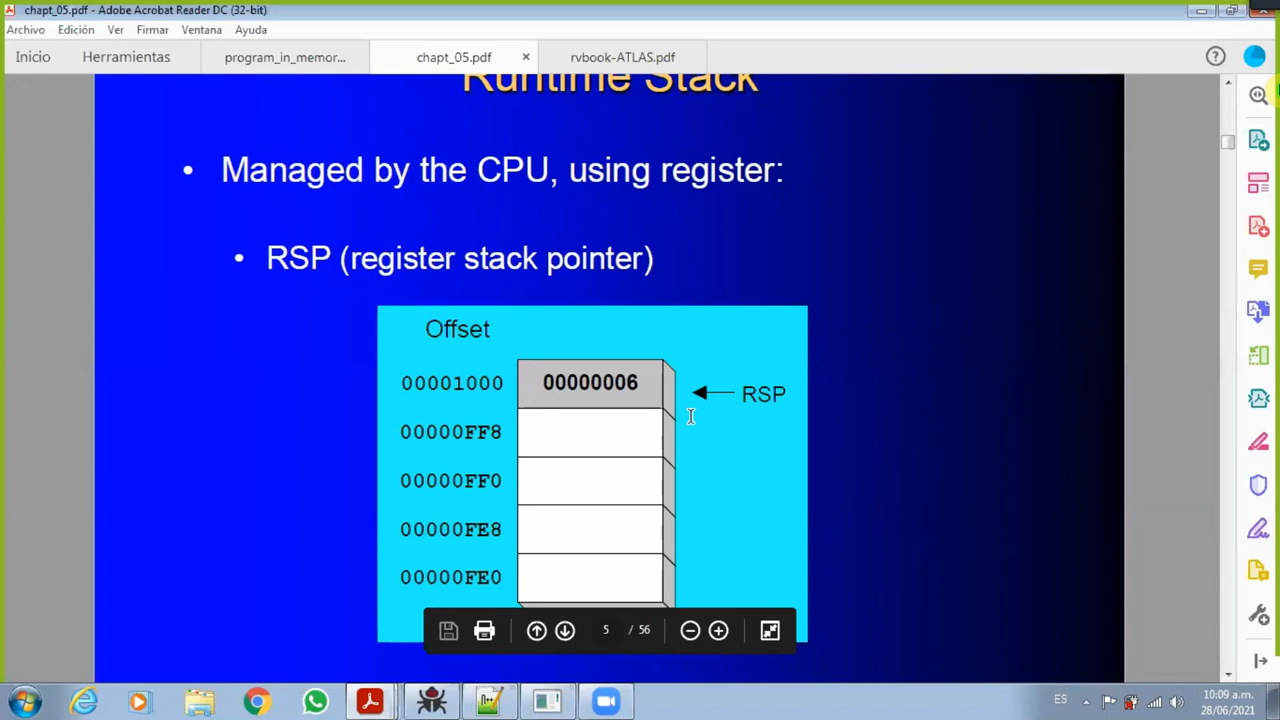 chapt_05.pdf - Adobe Acrobat Reader DC (32-bit)
Archivo Edición Ver Firmar Ventana Ayuda
Inicio Herramientas program_in_memor... chapt_05.pdf × rvbook-ATLAS.pdf
Runtime Stack
• Managed by the CPU, using register:
• RSP (register stack pointer)
Offset
00001000 00000006 RSP
00000FF8
00000FF0
00000FE8
00000FE0
5 / 56
ES 10:09 a.m.
28/06/2021